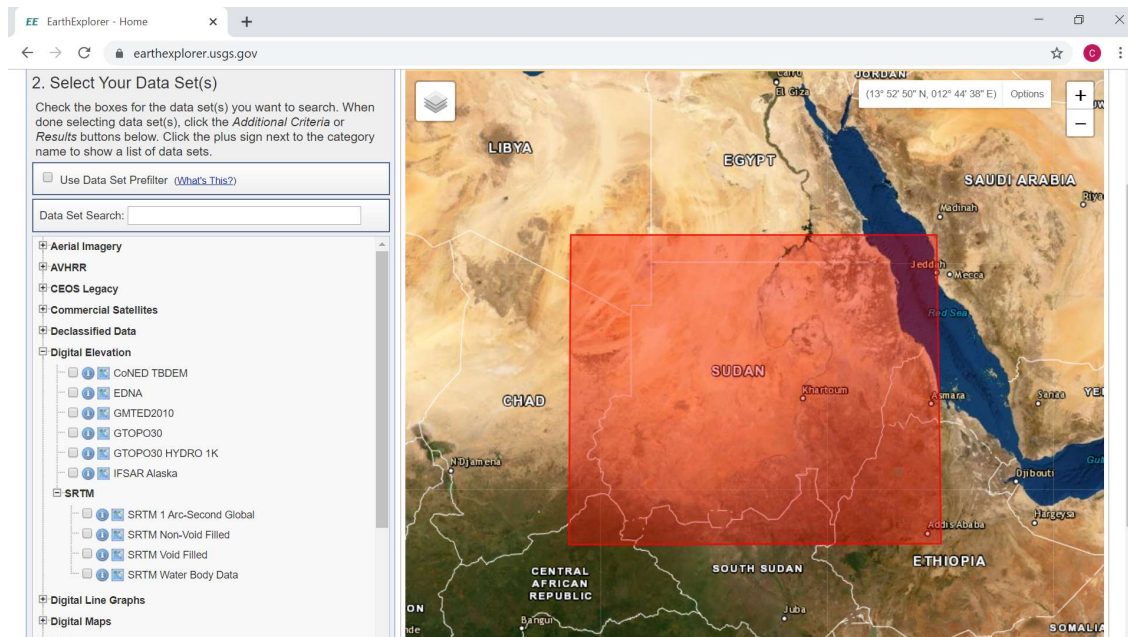 EE EarthExplorer - Home
earthexplorer.usgs.gov
C
2. Select Your Data Set(s)
Check the boxes for the data set(s) you want to search. When
done selecting data set(s), click the Additional Criteria or
Results buttons below. Click the plus sign next to the category
name to show a list of data sets.
Use Data Set Prefilter (What's This?)
Data Set Search:
Aerial Imagery
AVHRR
CEOS Legacy
Commercial Satellites
Declassified Data
Digital Elevation
CoNED TBDEM
EDNA
GMTED2010
GTOPO30
GTOPO30 HYDRO 1K
IFSAR Alaska
SRTM
SRTM 1 Arc-Second Global
SRTM Non-Void Filled
SRTM Void Filled
SRTM Water Body Data
Digital Line Graphs
Digital Maps
(13° 52' 50" N, 012° 44' 38" E) Options
+
−
Cairo
JORDAN
El Giza
LIBYA
EGYPT
SAUDI ARABIA
Riya
Madinah
Jeddah
Mecca
Red Sea
SUDAN
Khartoum
CHAD
Asmara
Sanaa
YE
N'Djamena
Djibouti
Gul
Hargeysa
Addis Ababa
ETHIOPIA
CENTRAL
AFRICAN
REPUBLIC
SOUTH SUDAN
ON
Bangui
Juba
nde
SOMALIA